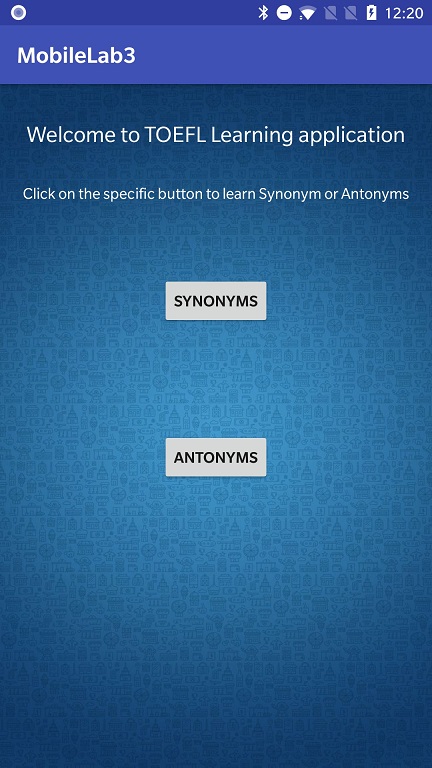 12:20
MobileLab3
Welcome to TOEFL Learning application
Click on the specific button to learn Synonym or Antonyms
SYNONYMS
ANTONYMS